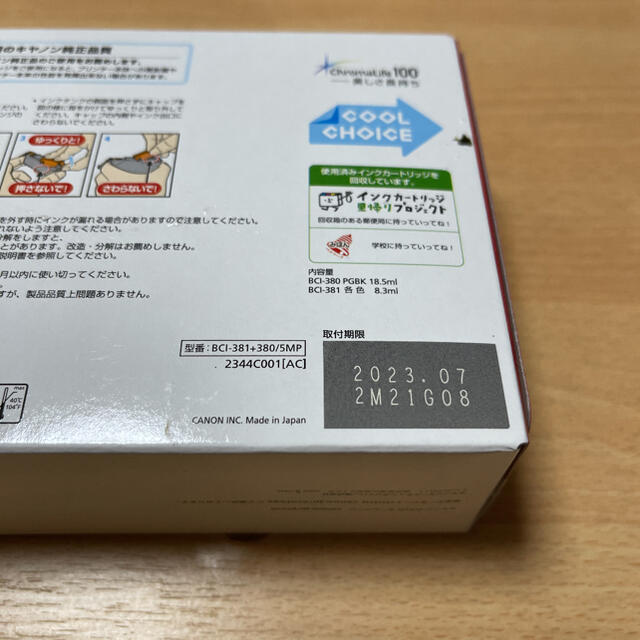 のキヤノン純正品質
ChromaLife100
美しさ長持ち
COOL
CHOICE
ゆっくりと!
押さないで!
4
さわらないで!
使用済みインクカートリッジを
回収しています。
インクカートリッジ
里帰りプロジェクト
回収箱のある郵便局に持っていってね!
学校に持っていってね!
を外す時にインクが漏れる場合がありますので注意してください。
れないよう注意してください。
分解をしますと、
とがあります。改造・分解はお薦めしません。
説明書を参照してください。
月以内に使い切ってください。
すが、製品品質上問題ありません。
内容量
BCI-380 PGBK 18.5ml
BCI-381 各色 8.3ml
取付期限
型番:BCI-381+380/5MP
2344C001[AC]
2023.07
2M21G08
max
40℃
104°F
CANON INC. Made in Japan